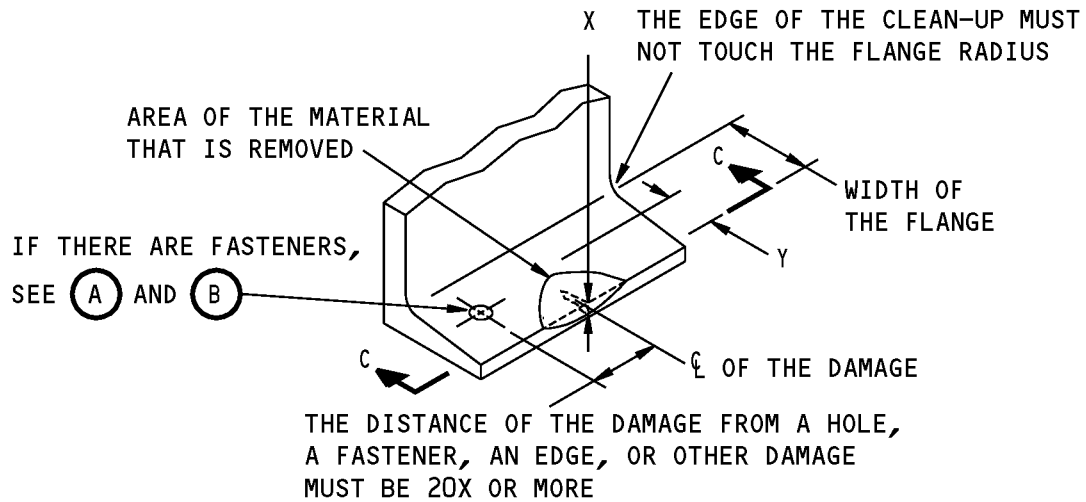 X
THE EDGE OF THE CLEAN-UP MUST
NOT TOUCH THE FLANGE RADIUS
AREA OF THE MATERIAL
THAT IS REMOVED
C
WIDTH OF
THE FLANGE
IF THERE ARE FASTENERS,
SEE A AND B
Y
C
℄ OF THE DAMAGE
THE DISTANCE OF THE DAMAGE FROM A HOLE,
A FASTENER, AN EDGE, OR OTHER DAMAGE
MUST BE 20X OR MORE